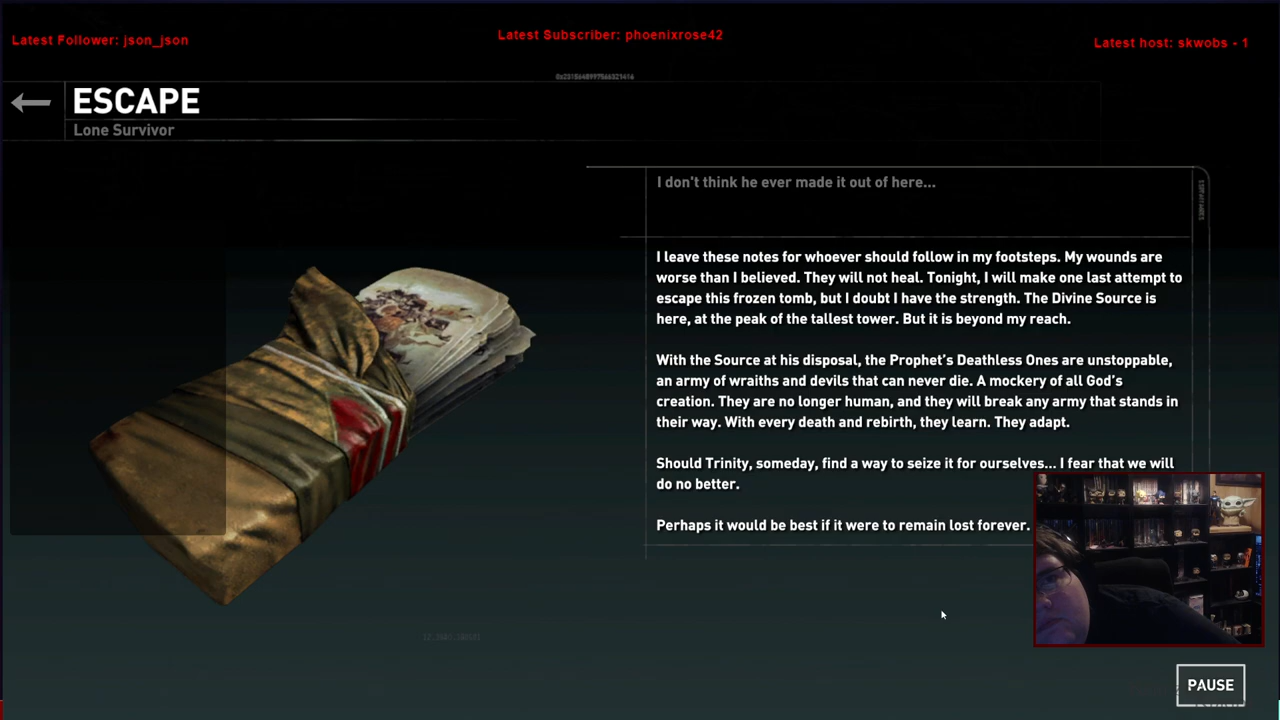 Latest Follower: json_json
Latest Subscriber: phoenixrose42
Latest host: skwobs - 1
ESCAPE
Lone Survivor
I don't think he ever made it out of here...
I leave these notes for whoever should follow in my footsteps. My wounds are
worse than I believed. They will not heal. Tonight, I will make one last attempt to
escape this frozen tomb, but I doubt I have the strength. The Divine Source is
here, at the peak of the tallest tower. But it is beyond my reach.
With the Source at his disposal, the Prophet's Deathless Ones are unstoppable,
an army of wraiths and devils that can never die. A mockery of all God's
creation. They are no longer human, and they will break any army that stands in
their way. With every death and rebirth, they learn. They adapt.
Should Trinity, someday, find a way to seize it for ourselves... I fear that we will
do no better.
Perhaps it would be best if it were to remain lost forever.
PAUSE